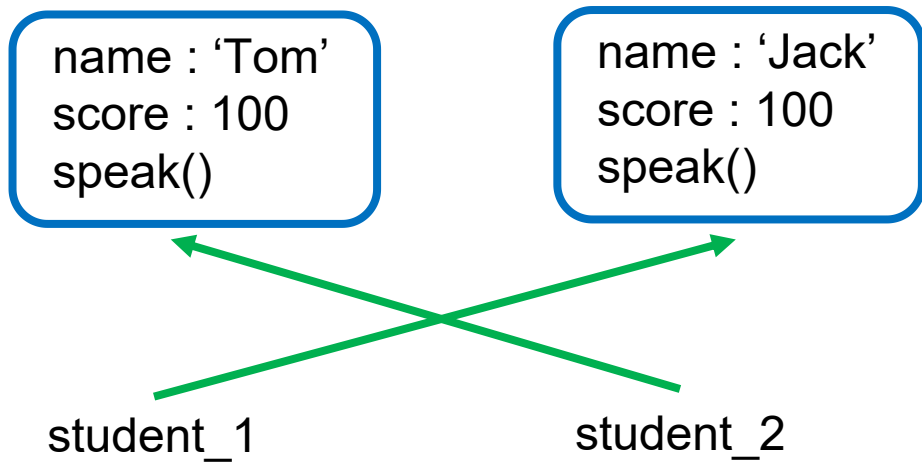 name : ‘Tom’
score : 100
speak()
name : ‘Jack’
score : 100
speak()
student_1
student_2